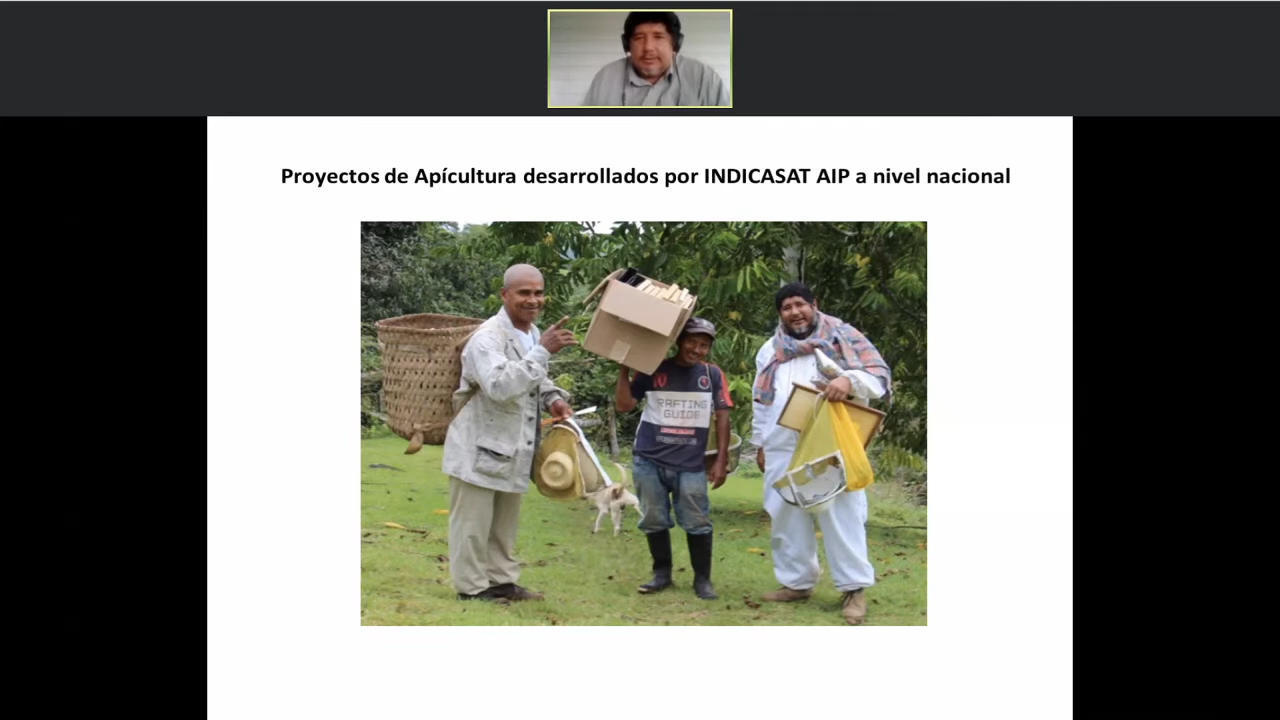 Proyectos de Apícultura desarrollados por INDICASAT AIP a nivel nacional
RAFTING
GUIDE